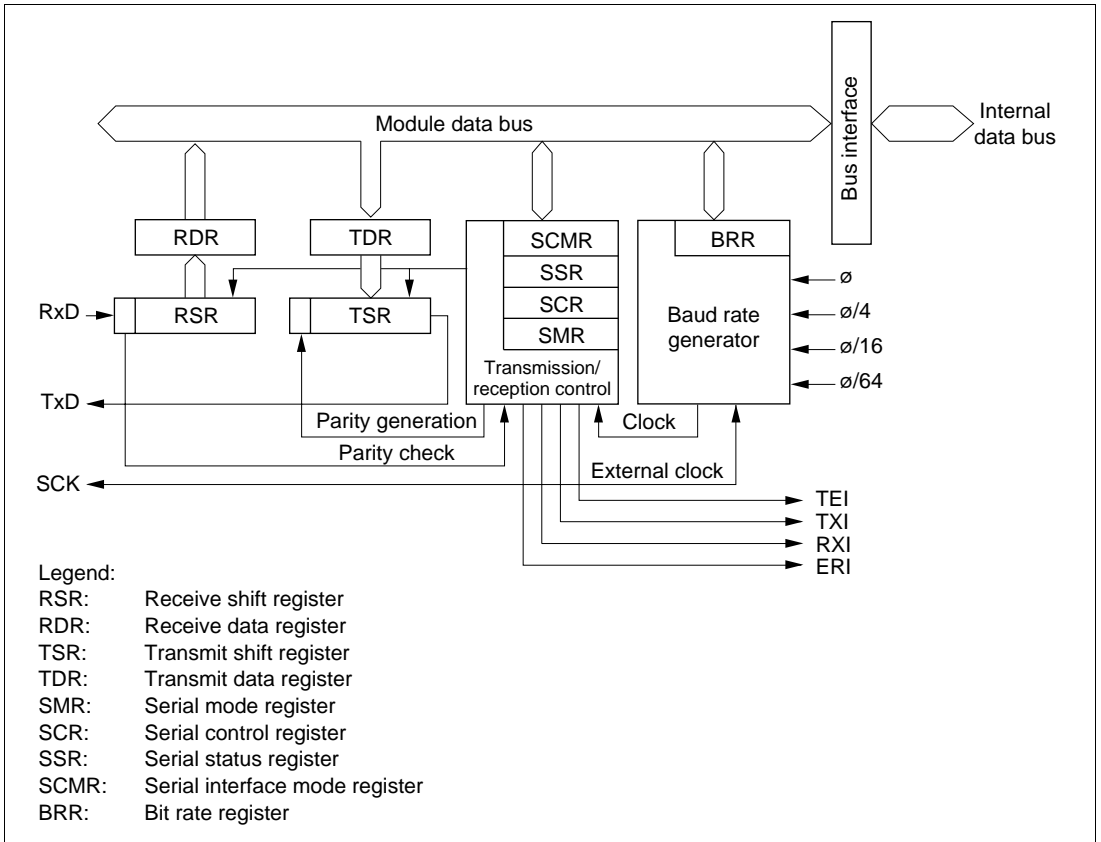 Module data bus
Bus interface
Internal
data bus
RDR
TDR
SCMR
SSR
SCR
SMR
Transmission/
reception control
BRR
Baud rate
generator
ø
ø/4
ø/16
ø/64
RxD
RSR
TSR
TxD
Parity generation
Parity check
Clock
SCK
External clock
TEI
TXI
RXI
ERI
Legend:
RSR: Receive shift register
RDR: Receive data register
TSR: Transmit shift register
TDR: Transmit data register
SMR: Serial mode register
SCR: Serial control register
SSR: Serial status register
SCMR: Serial interface mode register
BRR: Bit rate register